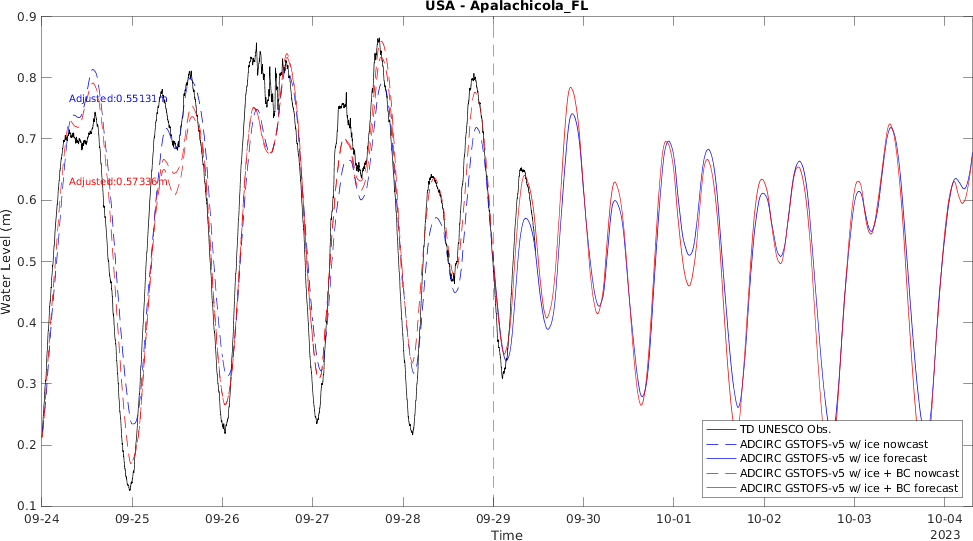 USA - Apalachicola_FL
0.9
0.8
0.7
0.6
0.5
0.4
0.3
0.2
0.1
Water Level (m)
Adjusted:0.55131m
Adjusted:0.57336m
TD UNESCO Obs.
ADCIRC GSTOFS-v5 w/ ice nowcast
ADCIRC GSTOFS-v5 w/ ice forecast
ADCIRC GSTOFS-v5 w/ ice + BC nowcast
ADCIRC GSTOFS-v5 w/ ice + BC forecast
09-24 09-25 09-26 09-27 09-28 09-29 09-30 10-01 10-02 10-03 10-04
2023
Time